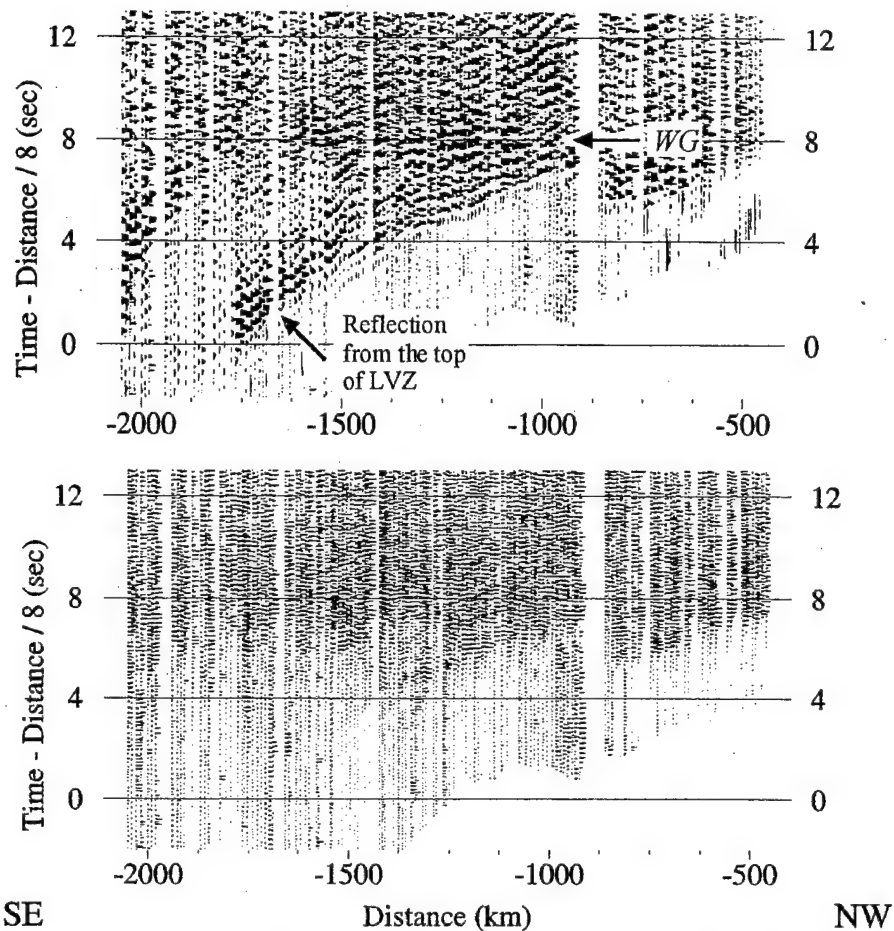 12
12
8
WG
8
4
4
0
Reflection
from the top
of LVZ
0
Time - Distance / 8 (sec)
-2000
-1500
-1000
-500
12
12
8
8
4
4
0
0
Time - Distance / 8 (sec)
-2000
-1500
-1000
-500
SE
Distance (km)
NW